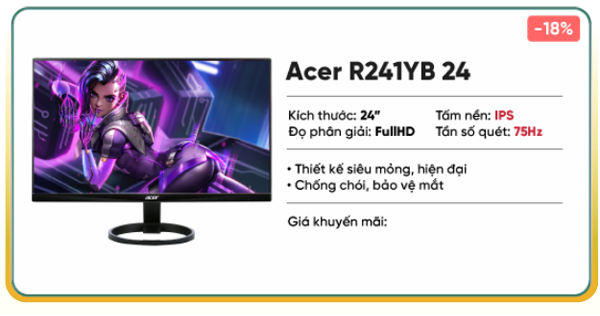 -18%
Acer R241YB 24
Kích thước: 24” Tấm nền: IPS
Đọ phân giải: FullHD Tần số quét: 75Hz
• Thiết kế siêu mỏng, hiện đại
• Chống chói, bảo vệ mắt
Giá khuyến mãi:
acer